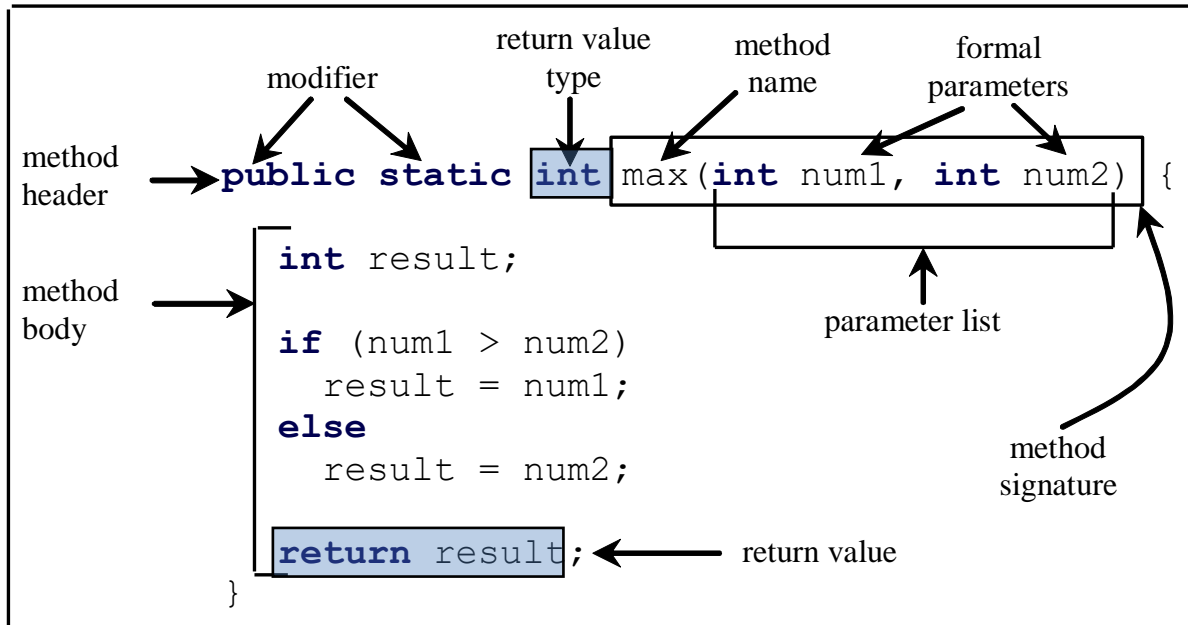 return value
type
method
name
formal
parameters
modifier
method
header
public static int max(int num1, int num2) {
int result;
method
body
parameter list
if (num1 > num2)
result = num1;
else
result = num2;
method
signature
return result;
return value
}